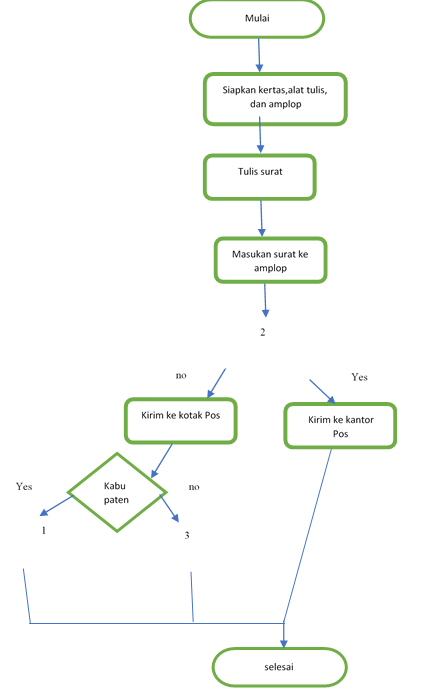 Mulai
Siapkan kertas,alat tulis,
dan amplop
Tulis surat
Masukan surat ke
amplop
2
no
Yes
Kirim ke kotak Pos
Kirim ke kantor
Pos
Yes
Kabu
paten
no
1
3
selesai